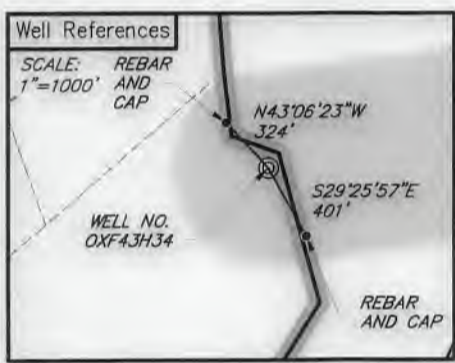 Well References
SCALE:
1"=1000'
REBAR
AND
CAP
N43°06'23"W
324'
S29°25'57"E
401'
WELL NO.
OXF43H34
REBAR
AND CAP